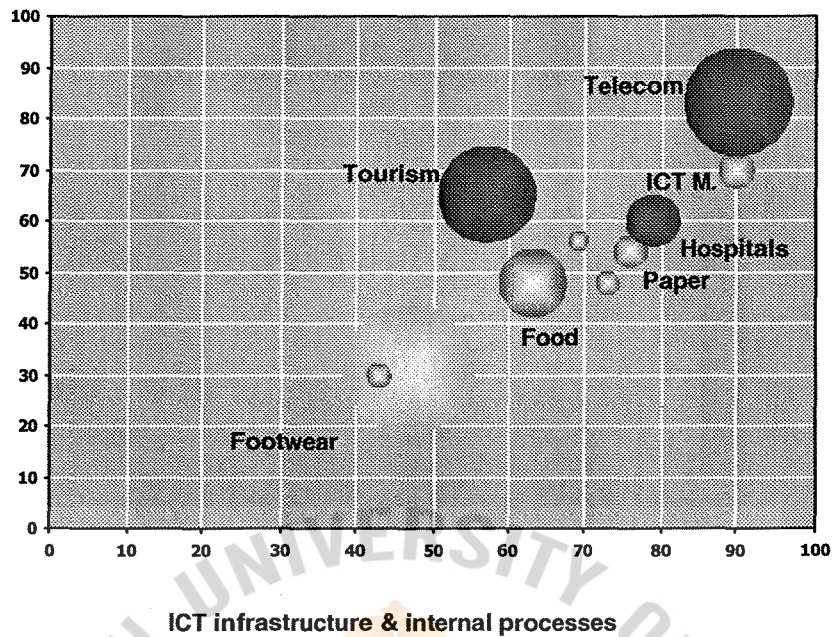 100
90
Telecom
80
70
Tourism
ICT M.
60
Hospitals
50
Paper
40
Food
30
20
Footwear
10
0
0 10 20 30 40 50 60 70 80 90 100
UNIVERSITY
ICT infrastructure & internal processes